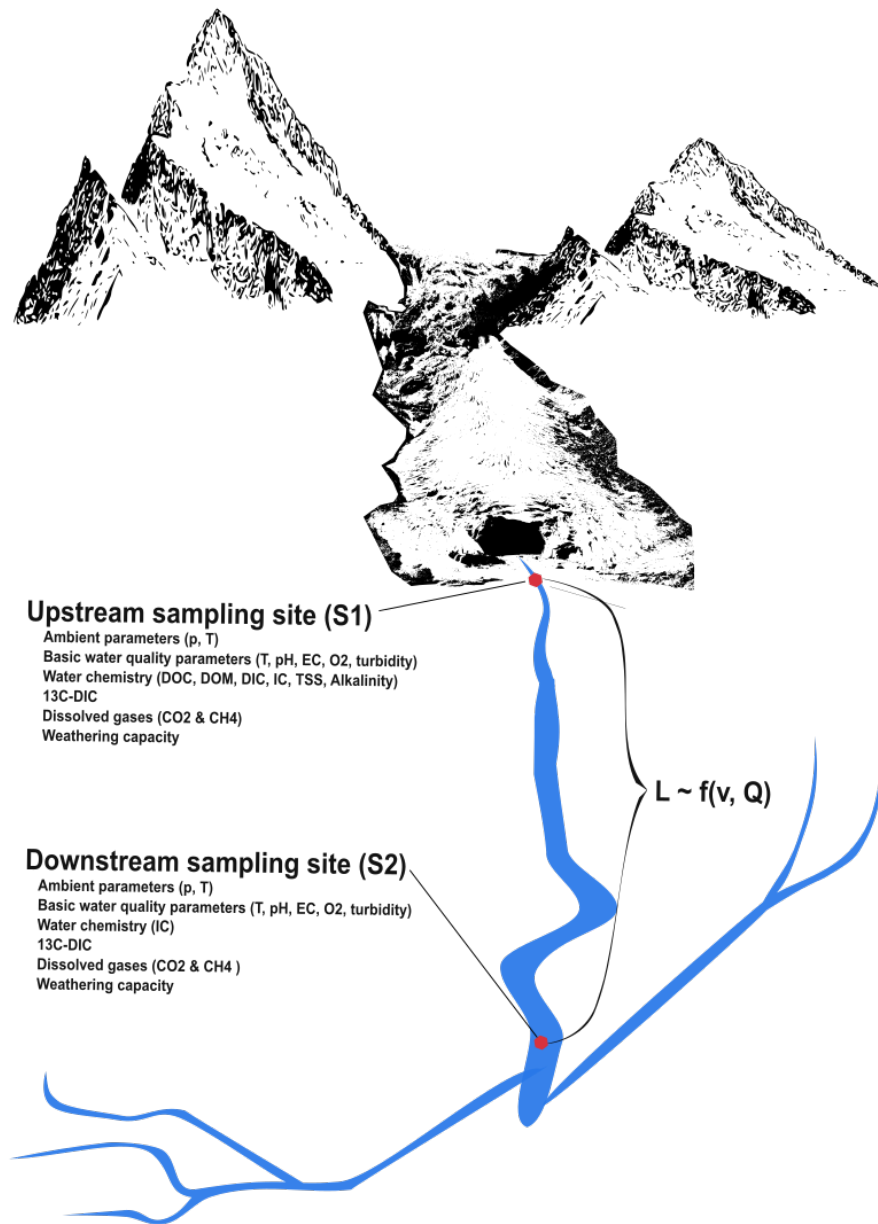 Upstream sampling site (S1)
Ambient parameters (p, T)
Basic water quality parameters (T, pH, EC, O2, turbidity)
Water chemistry (DOC, DOM, DIC, IC, TSS, Alkalinity)
13C-DIC
Dissolved gases (CO2 & CH4)
Weathering capacity
L ~ f(v, Q)
Downstream sampling site (S2)
Ambient parameters (p, T)
Basic water quality parameters (T, pH, EC, O2, turbidity)
Water chemistry (IC)
13C-DIC
Dissolved gases (CO2 & CH4 )
Weathering capacity